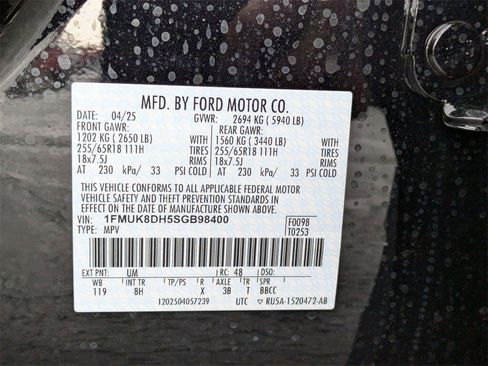 MFD. BY FORD MOTOR CO.
DATE: 04/25 GVWR: 2694 KG ( 5940 LB)
FRONT GAWR: REAR GAWR:
1202 KG ( 2650 LB) WITH 1560 KG ( 3440 LB) WITH
255/65R18 111H TIRES 255/65R18 111H TIRES
18x7.5J RIMS 18x7.5J RIMS
AT 230 kPa/ 33 PSI COLD AT 230 kPa/ 33 PSI COLD
THIS VEHICLE CONFORMS TO ALL APPLICABLE FEDERAL MOTOR
VEHICLE SAFETY AND THEFT PREVENTION STANDARDS IN
EFFECT ON THE DATE OF MANUFACTURE SHOWN ABOVE.
VIN: 1FMUK8DH5SGB98400 F0098
TYPE: MPV T0253
EXT PNT: UM RC: 48 DSO:
WB INT TR TP/PS R AXLE TR SPR
119 8H X 3B T BBCC
1202504057239 UTC RU5A-1520472-AB